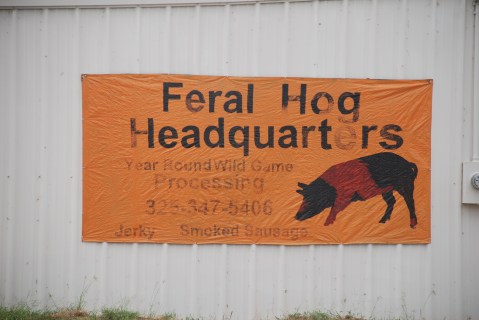 Feral Hog
Headquarters
Year Round Wild Game
Processing
325-347-5406
Jerky Smoked Sausage